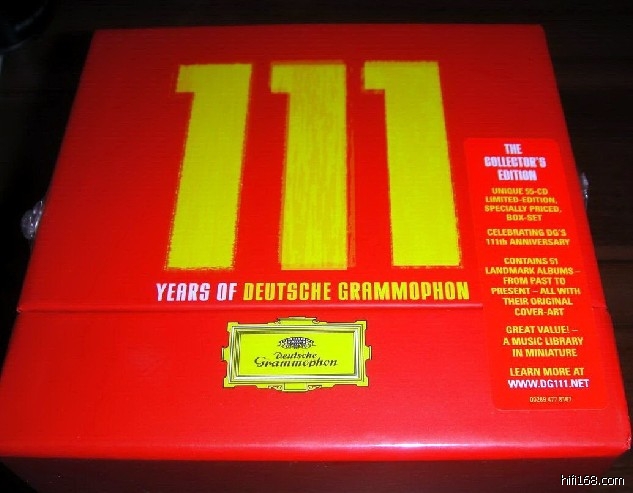 111
YEARS OF DEUTSCHE GRAMMOPHON
Deutsche
Grammophon
THE
COLLECTOR'S
EDITION
UNIQUE 55-CD
LIMITED-EDITION,
SPECIALLY PRICED,
BOX-SET
CELEBRATING DG'S
111th ANNIVERSARY
CONTAINS 51
LANDMARK ALBUMS –
FROM PAST TO
PRESENT – ALL WITH
THEIR ORIGINAL
COVER-ART
GREAT VALUE! –
A MUSIC LIBRARY
IN MINIATURE
LEARN MORE AT
WWW.DG111.NET
hifi168.com